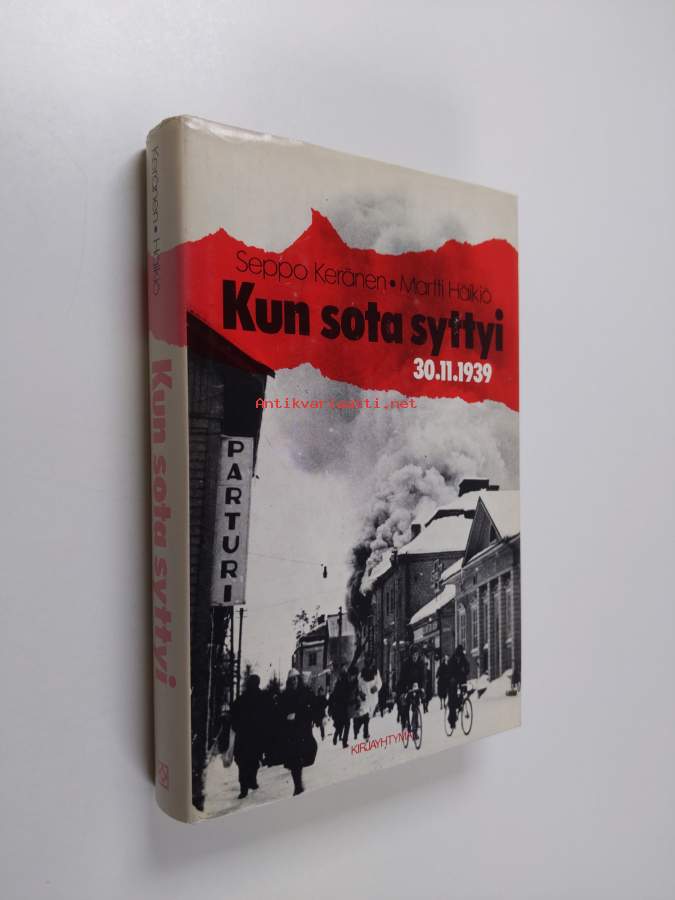 Keränen • Häikiö
Kun sota syttyi
Seppo Keränen • Martti Häikiö
Kun sota syttyi
30.11.1939
Antikvariaatti.net
PARTURI
KIRJAYHTYMÄ